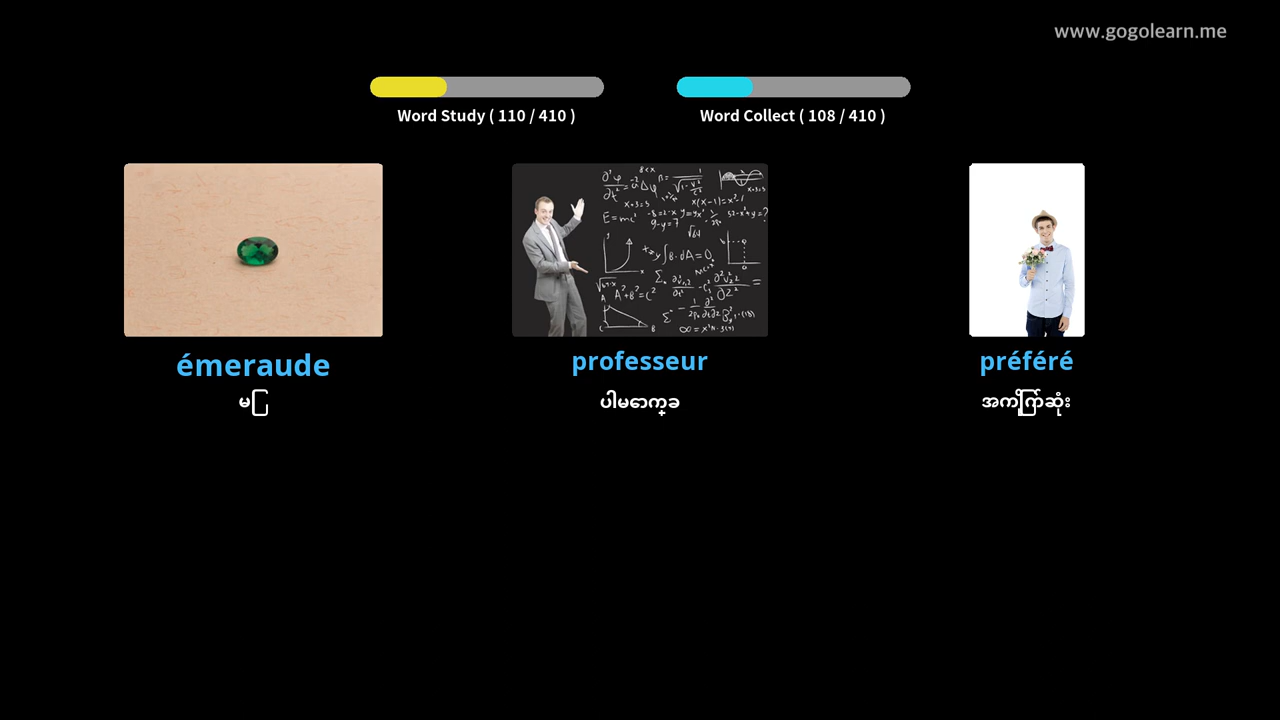 www.gogolearn.me
Word Study ( 110 / 410 )
Word Collect ( 108 / 410 )
émeraude
professeur
préféré
မြ
ပါမောက္ခ
အကြိုက်ဆုံး